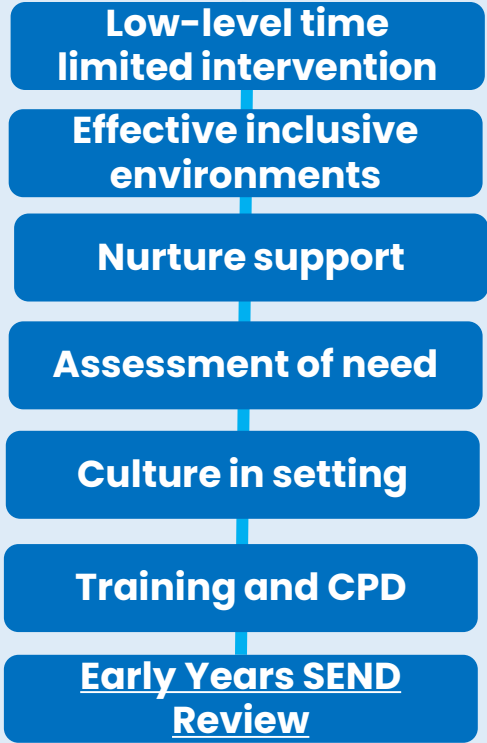 Low-level time
limited intervention
Effective inclusive
environments
Nurture support
Assessment of need
Culture in setting
Training and CPD
Early Years SEND
Review